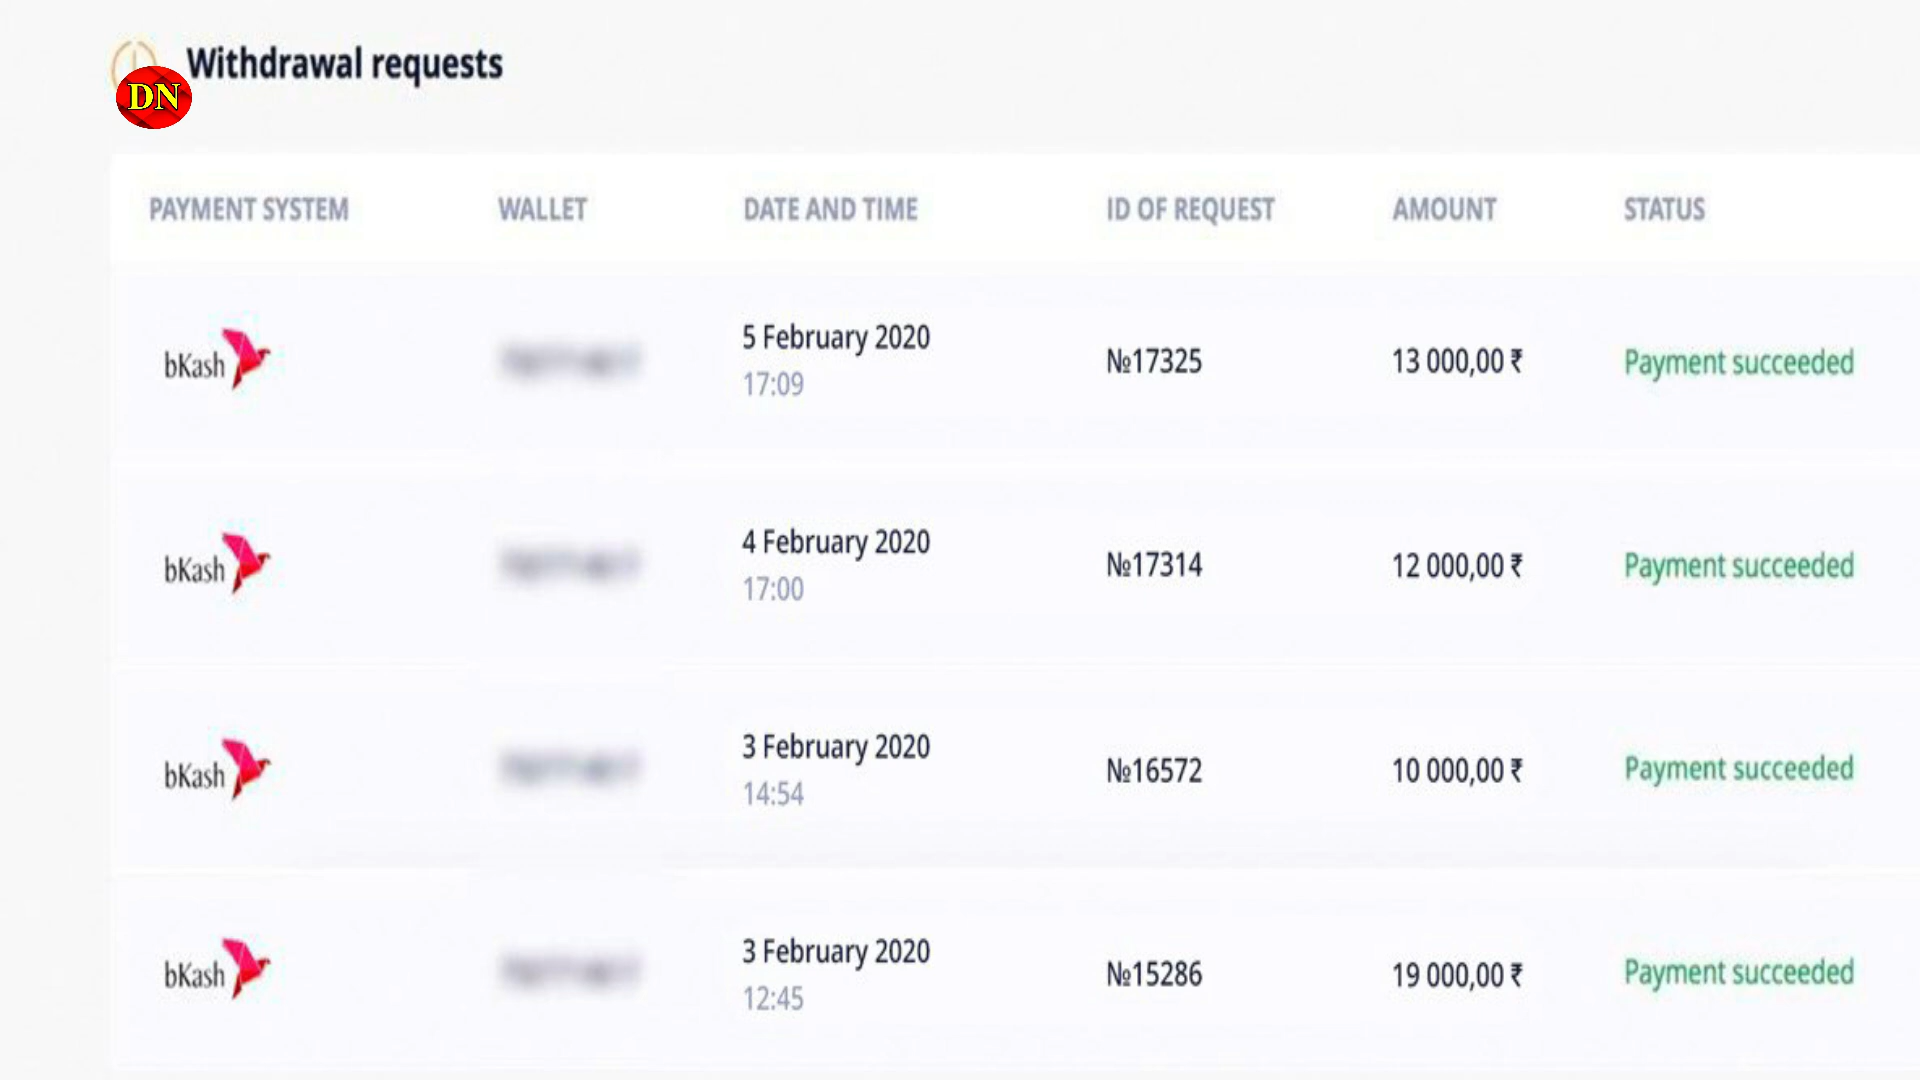 Withdrawal requests
DN
PAYMENT SYSTEM WALLET DATE AND TIME ID OF REQUEST AMOUNT STATUS
bKash 5 February 2020 №17325 13 000,00 ₹ Payment succeeded
17:09
bKash 4 February 2020 №17314 12 000,00 ₹ Payment succeeded
17:00
bKash 3 February 2020 №16572 10 000,00 ₹ Payment succeeded
14:54
bKash 3 February 2020 №15286 19 000,00 ₹ Payment succeeded
12:45